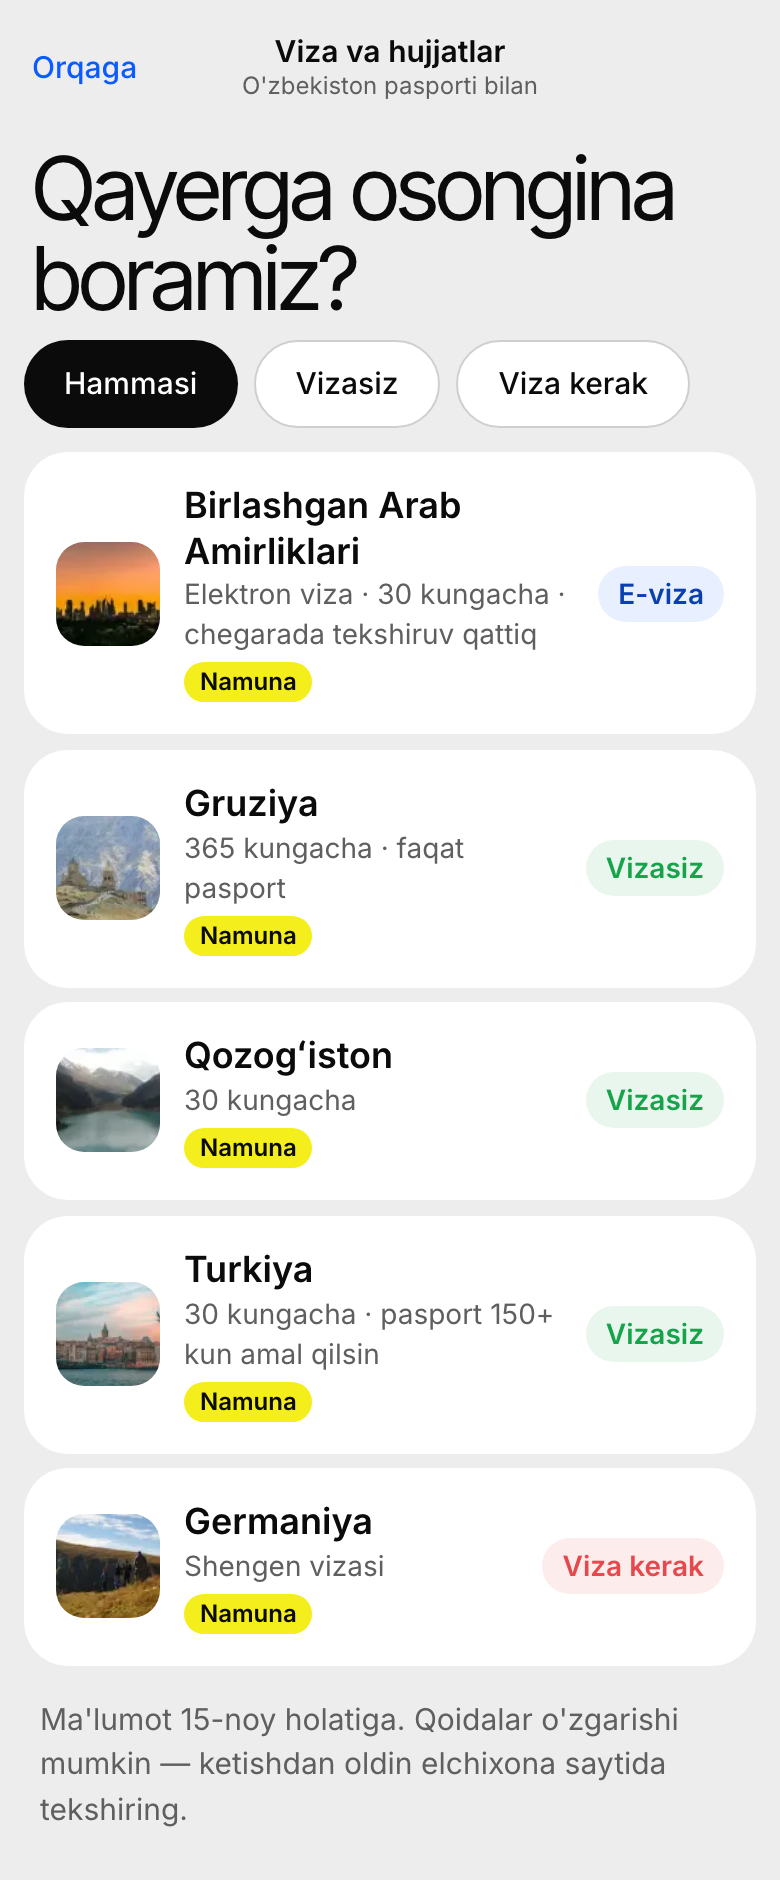 Orqaga
Viza va hujjatlar
O'zbekiston pasporti bilan
Qayerga osongina
boramiz?
Hammasi
Vizasiz
Viza kerak
Birlashgan Arab
Amirliklari
Elektron viza · 30 kungacha ·
chegarada tekshiruv qattiq
Namuna
E-viza
Gruziya
365 kungacha · faqat
pasport
Namuna
Vizasiz
Qozogʻiston
30 kungacha
Namuna
Vizasiz
Turkiya
30 kungacha · pasport 150+
kun amal qilsin
Namuna
Vizasiz
Germaniya
Shengen vizasi
Namuna
Viza kerak
Ma'lumot 15-noy holatiga. Qoidalar o'zgarishi
mumkin — ketishdan oldin elchixona saytida
tekshiring.